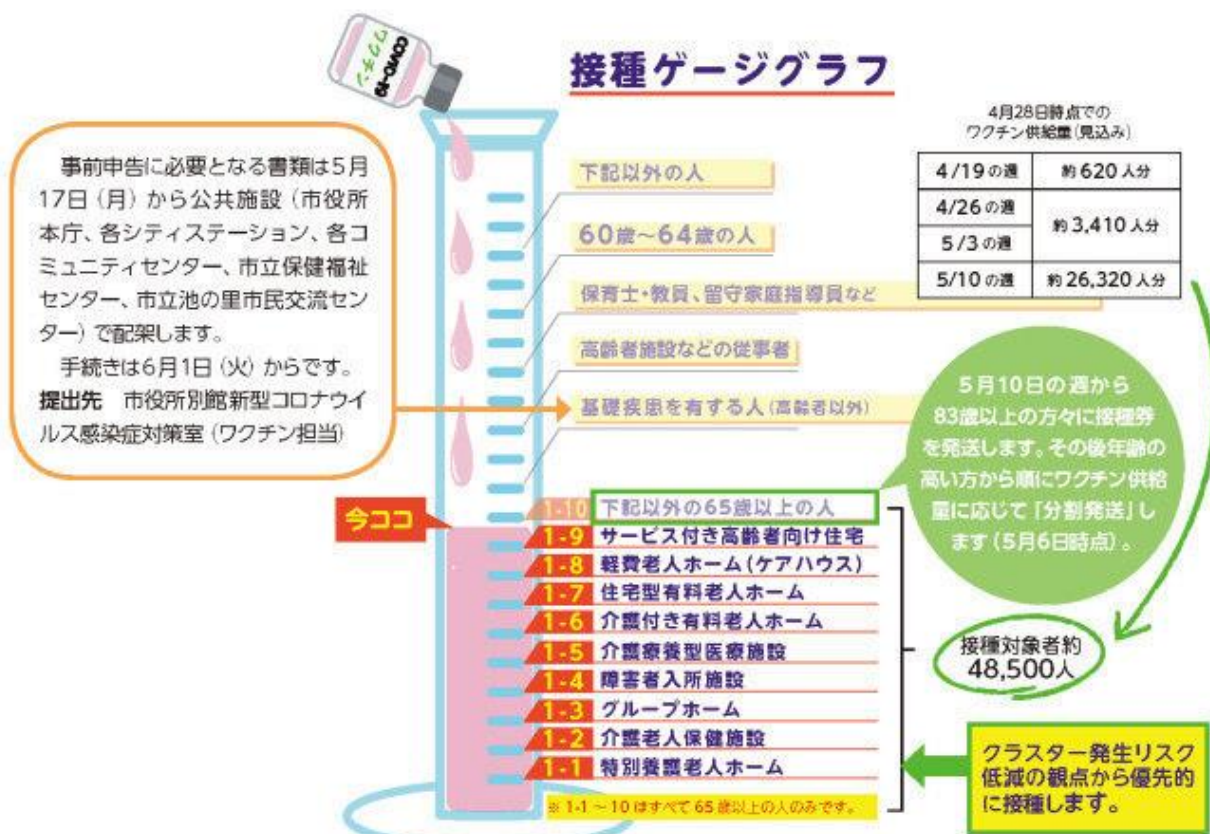 COVID-19
ワクチン
接種ゲージグラフ
事前申告に必要となる書類は5月
17日（月）から公共施設（市役所
本庁、各シティステーション、各コ
ミュニティセンター、市立保健福祉
センター、市立池の里市民交流セン
ター）で配架します。
手続きは6月1日（火）からです。
提出先　市役所別館新型コロナウイ
ルス感染症対策室（ワクチン担当）
4月28日時点での
ワクチン供給量（見込み）
4/19の週 約620人分
4/26の週
約3,410人分
5/3の週
5/10の週 約26,320人分
下記以外の人
60歳～64歳の人
保育士・教員、留守家庭指導員など
高齢者施設などの従事者
基礎疾患を有する人（高齢者以外）
5月10日の週から
83歳以上の方々に接種券
を発送します。その後年齢の
高い方から順にワクチン供給
量に応じて「分割発送」し
ます（5月6日時点）。
今ココ
1-10 下記以外の65歳以上の人
1-9 サービス付き高齢者向け住宅
1-8 軽費老人ホーム（ケアハウス）
1-7 住宅型有料老人ホーム
1-6 介護付き有料老人ホーム
1-5 介護療養型医療施設
1-4 障害者入所施設
1-3 グループホーム
1-2 介護老人保健施設
1-1 特別養護老人ホーム
※1-1～10はすべて65歳以上の人のみです。
接種対象者約
48,500人
クラスター発生リスク
低減の観点から優先的
に接種します。